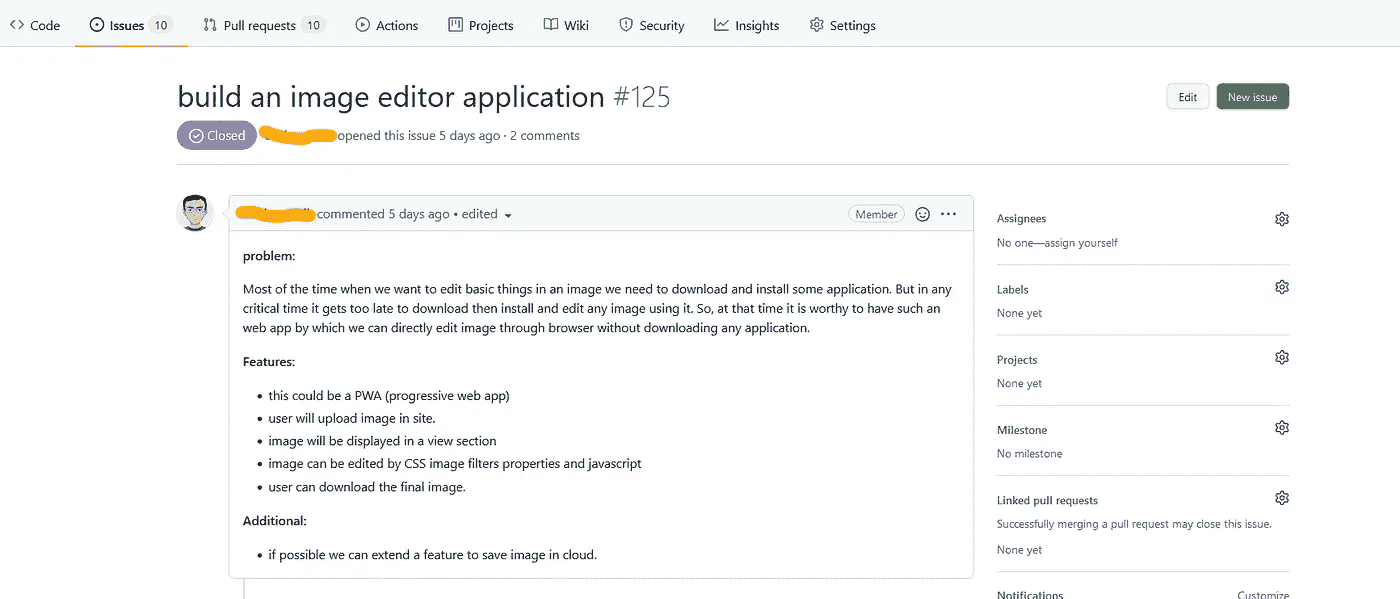 Code Issues 10 Pull requests 10 Actions Projects Wiki Security Insights Settings
build an image editor application #125
Edit New issue
Closed opened this issue 5 days ago · 2 comments
commented 5 days ago • edited
Member
problem:
Most of the time when we want to edit basic things in an image we need to download and install some application. But in any
critical time it gets too late to download then install and edit any image using it. So, at that time it is worthy to have such an
web app by which we can directly edit image through browser without downloading any application.
Features:
• this could be a PWA (progressive web app)
• user will upload image in site.
• image will be displayed in a view section
• image can be edited by CSS image filters properties and javascript
• user can download the final image.
Additional:
• if possible we can extend a feature to save image in cloud.
Assignees
No one—assign yourself
Labels
None yet
Projects
None yet
Milestone
No milestone
Linked pull requests
Successfully merging a pull request may close this issue.
None yet
Notifications Customize